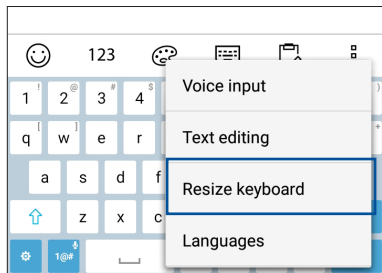 123
Voice input
1 ! 2 @ 3 # 4 $ )
Text editing
q [ w ] e r +
Resize keyboard
a s d f
z x c
Languages
1@#